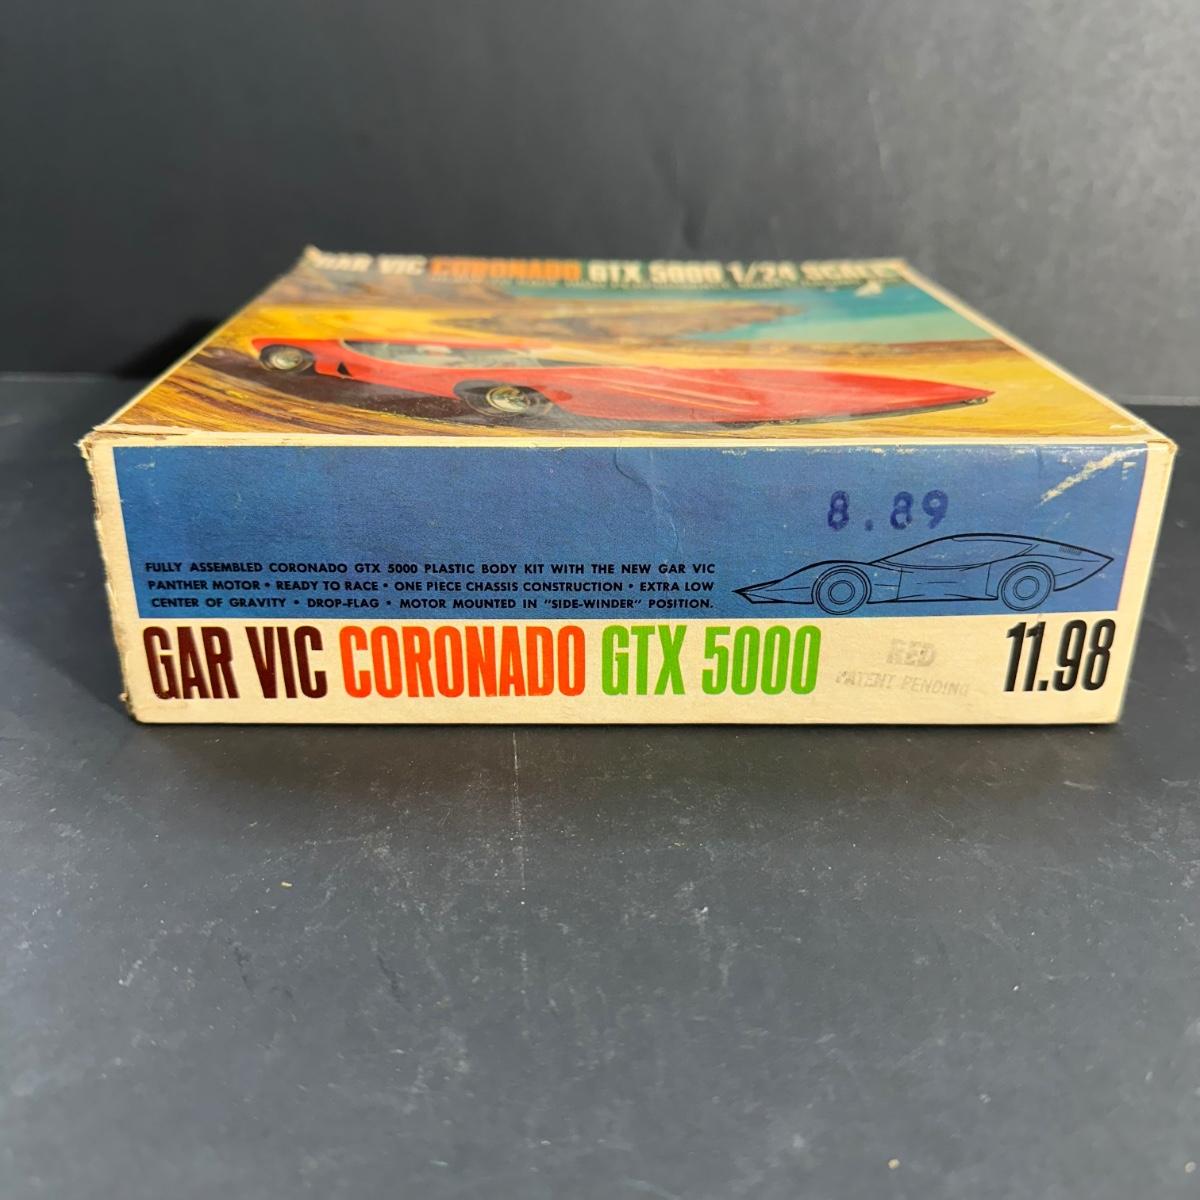 GAR VIC CORONADO GTX 5000 1/24 SCALE
8.89
FULLY ASSEMBLED CORONADO GTX 5000 PLASTIC BODY KIT WITH THE NEW GAR VIC
PANTHER MOTOR • READY TO RACE • ONE PIECE CHASSIS CONSTRUCTION • EXTRA LOW
CENTER OF GRAVITY • DROP-FLAG • MOTOR MOUNTED IN "SIDE-WINDER" POSITION.
GAR VIC CORONADO GTX 5000
RED
PATENT PENDING
11.98